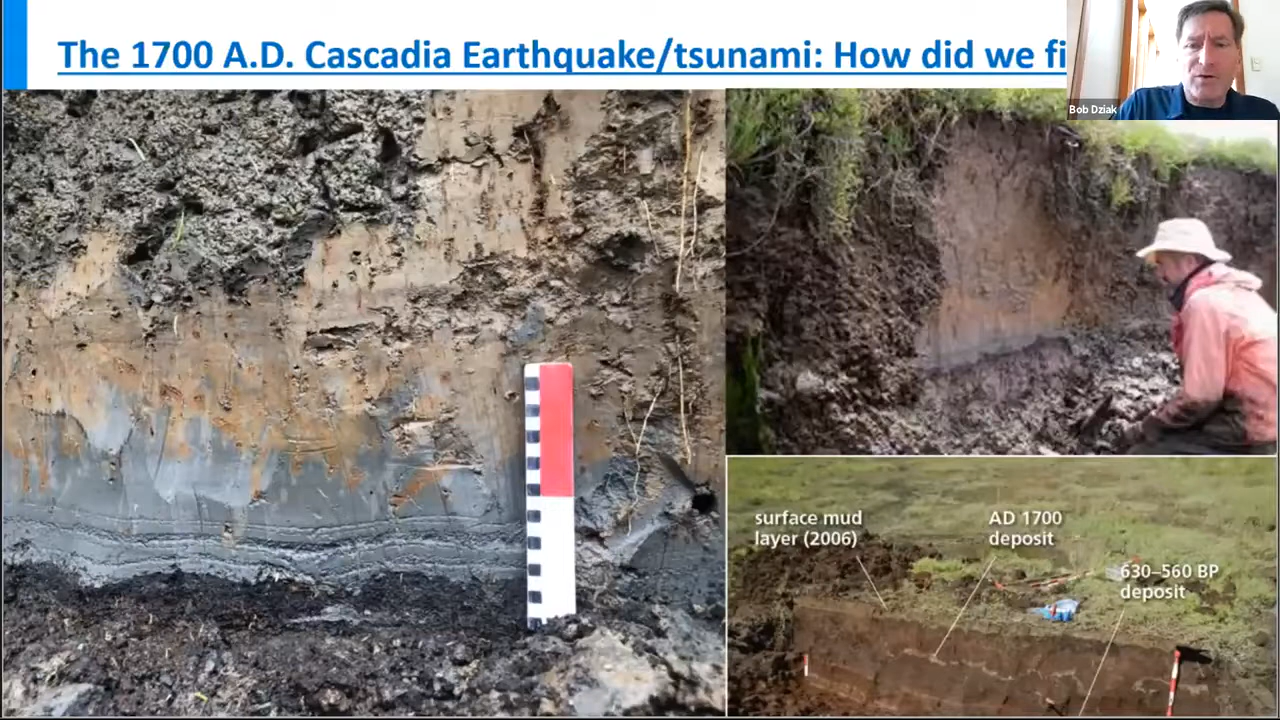 The 1700 A.D. Cascadia Earthquake/tsunami: How did we fi
Bob Dziak
surface mud
layer (2006)
AD 1700
deposit
630–560 BP
deposit